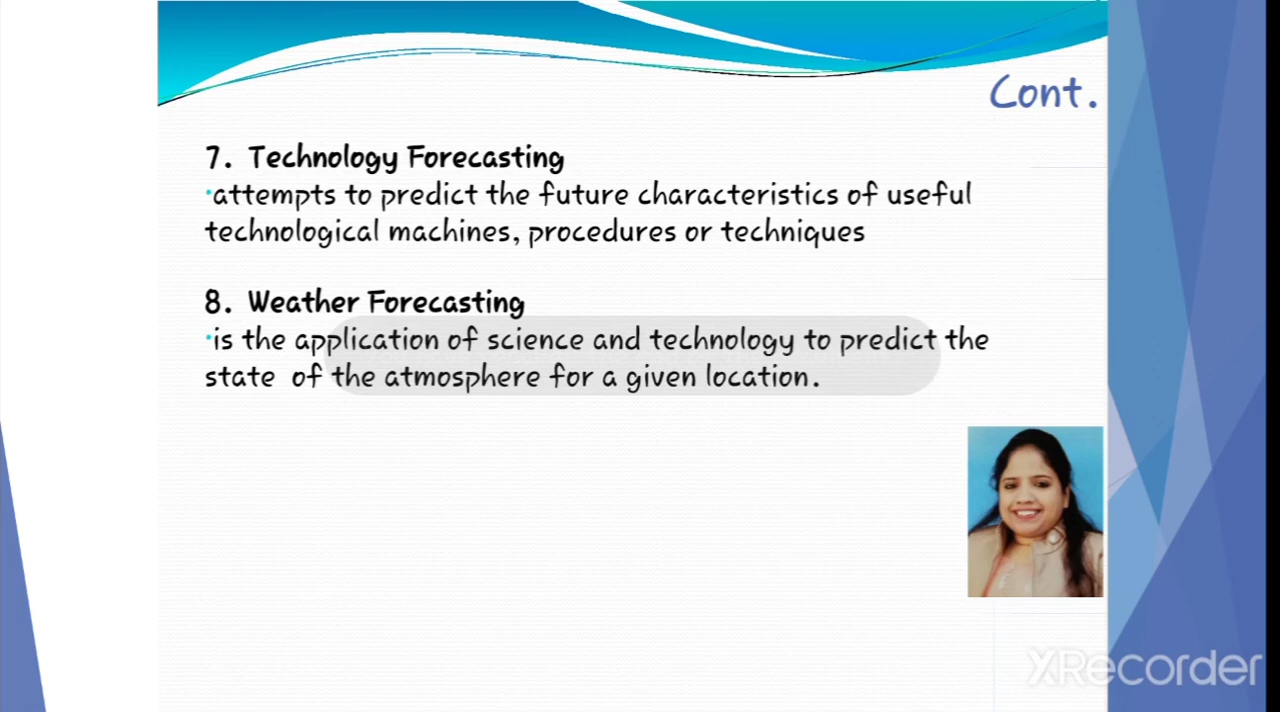 Cont.
7. Technology Forecasting
•attempts to predict the future characteristics of useful
technological machines, procedures or techniques
8. Weather Forecasting
•is the application of science and technology to predict the
state of the atmosphere for a given location.
XRecorder